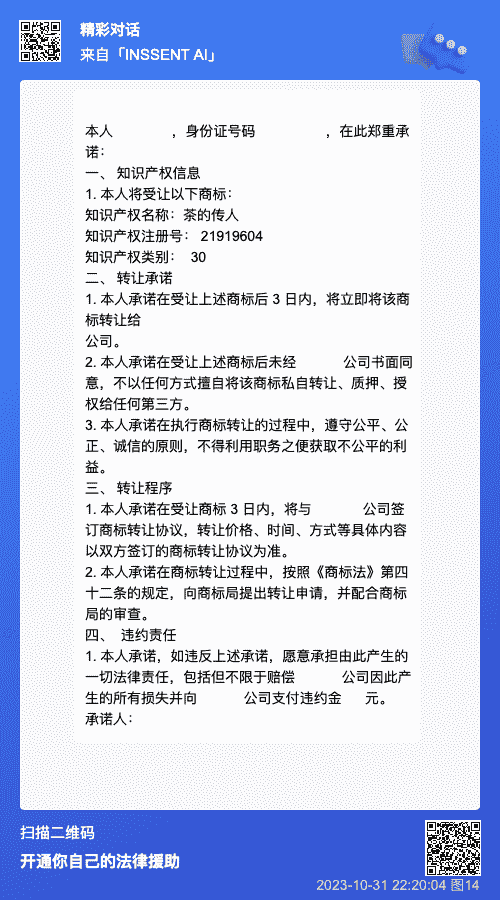 精彩对话
来自「INSSENT AI」
本人　　　　，身份证号码　　　　　，在此郑重承
诺：
一、 知识产权信息
1. 本人将受让以下商标：
知识产权名称：茶的传人
知识产权注册号： 21919604
知识产权类别： 30
二、 转让承诺
1. 本人承诺在受让上述商标后 3 日内，将立即将该商
标转让给
公司。
2. 本人承诺在受让上述商标后未经　　　公司书面同
意，不以任何方式擅自将该商标私自转让、质押、授
权给任何第三方。
3. 本人承诺在执行商标转让的过程中，遵守公平、公
正、诚信的原则，不得利用职务之便获取不公平的利
益。
三、 转让程序
1. 本人承诺在受让商标 3 日内，将与　　　　公司签
订商标转让协议，转让价格、时间、方式等具体内容
以双方签订的商标转让协议为准。
2. 本人承诺在商标转让过程中，按照《商标法》第四
十二条的规定，向商标局提出转让申请，并配合商标
局的审查。
四、 违约责任
1. 本人承诺，如违反上述承诺，愿意承担由此产生的
一切法律责任，包括但不限于赔偿　　　公司因此产
生的所有损失并向　　　公司支付违约金　　元。
承诺人：
扫描二维码
开通你自己的法律援助
2023-10-31 22:20:04 图14